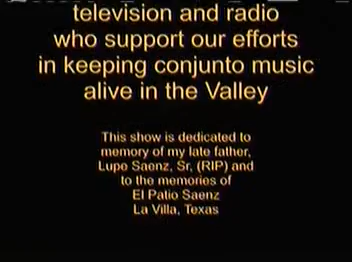 television and radio
who support our efforts
in keeping conjunto music
alive in the Valley
This show is dedicated to
memory of my late father,
Lupe Saenz, Sr, (RIP) and
to the memories of
El Patio Saenz
La Villa, Texas